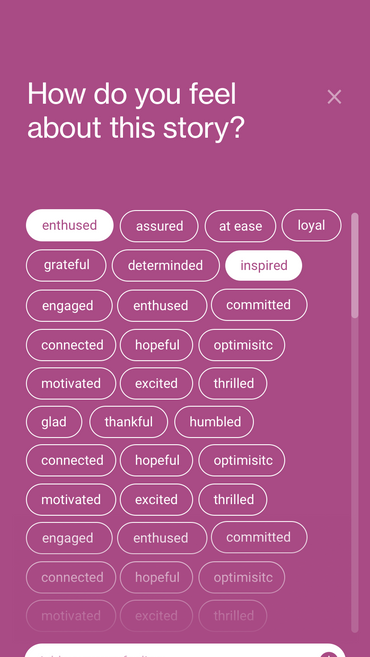 How do you feel
about this story?
enthused assured at ease loyal
grateful determinded inspired
engaged enthused committed
connected hopeful optimisitc
motivated excited thrilled
glad thankful humbled
connected hopeful optimisitc
motivated excited thrilled
engaged enthused committed
connected hopeful optimisitc
motivated excited thrilled